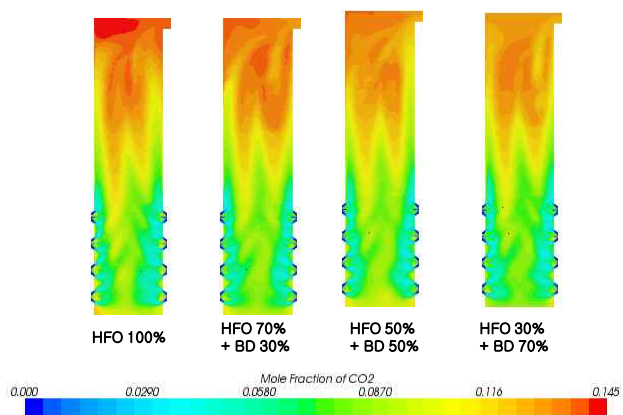 HFO 100%
HFO 70%
+ BD 30%
HFO 50%
+ BD 50%
HFO 30%
+ BD 70%
Mole Fraction of CO2
0.000 0.0290 0.0580 0.0870 0.116 0.145